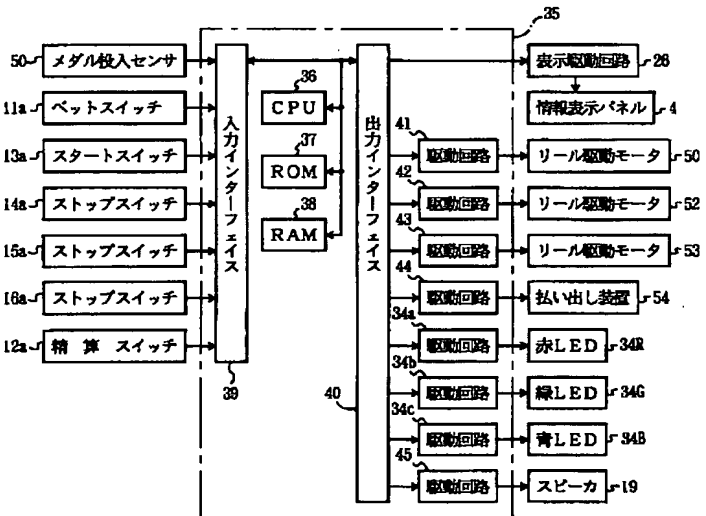 35
50 メダル投入センサ
表示駆動回路 26
36
11a ベットスイッチ
CPU
情報表示パネル 4
入力インターフェイス
出力インターフェイス
41
13a スタートスイッチ
37
駆動回路
リール駆動モータ 50
ROM
42
14a ストップスイッチ
38
駆動回路
リール駆動モータ 52
RAM
43
15a ストップスイッチ
駆動回路
リール駆動モータ 53
44
16a ストップスイッチ
駆動回路
払い出し装置 54
34a
12a 精算 スイッチ
駆動回路
赤LED 34R
39
34b
40
駆動回路
緑LED 34G
34c
駆動回路
青LED 34B
45
駆動回路
スピーカ 19